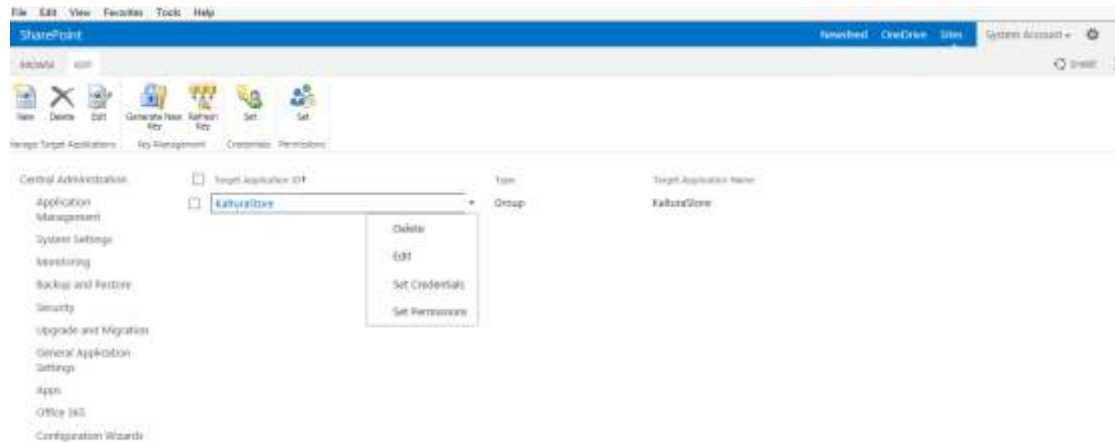 File Edit View Favorites Tools Help
SharePoint Newsfeed OneDrive Sites System Account
BROWSE EDIT SHARE
New Delete Edit Generate New Key Refresh Key Set Set
Manage Target Applications Key Management Credentials Permissions
Central Administration
Application Management
System Settings
Monitoring
Backup and Restore
Security
Upgrade and Migration
General Application Settings
Apps
Office 365
Configuration Wizards
Target Application ID Type Target Application Name
KalturaStore Group KalturaStore
Delete
Edit
Set Credentials
Set Permissions